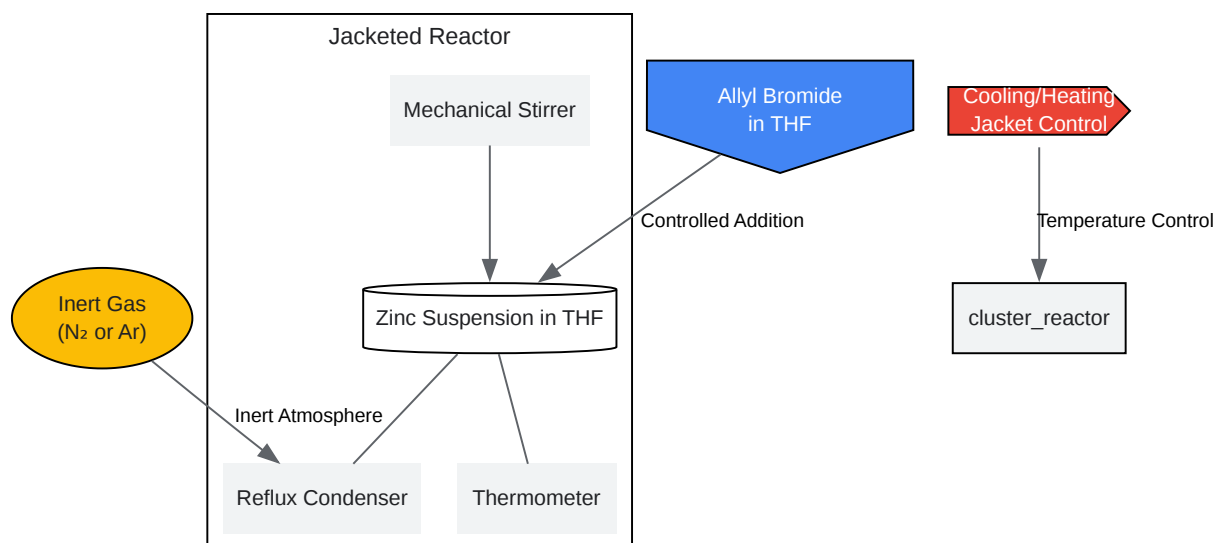 Jacketed Reactor
Mechanical Stirrer
Allyl Bromide
in THF
Cooling/Heating
Jacket Control
Controlled Addition
Temperature Control
Inert Gas
(N₂ or Ar)
Zinc Suspension in THF
cluster_reactor
Inert Atmosphere
Reflux Condenser
Thermometer